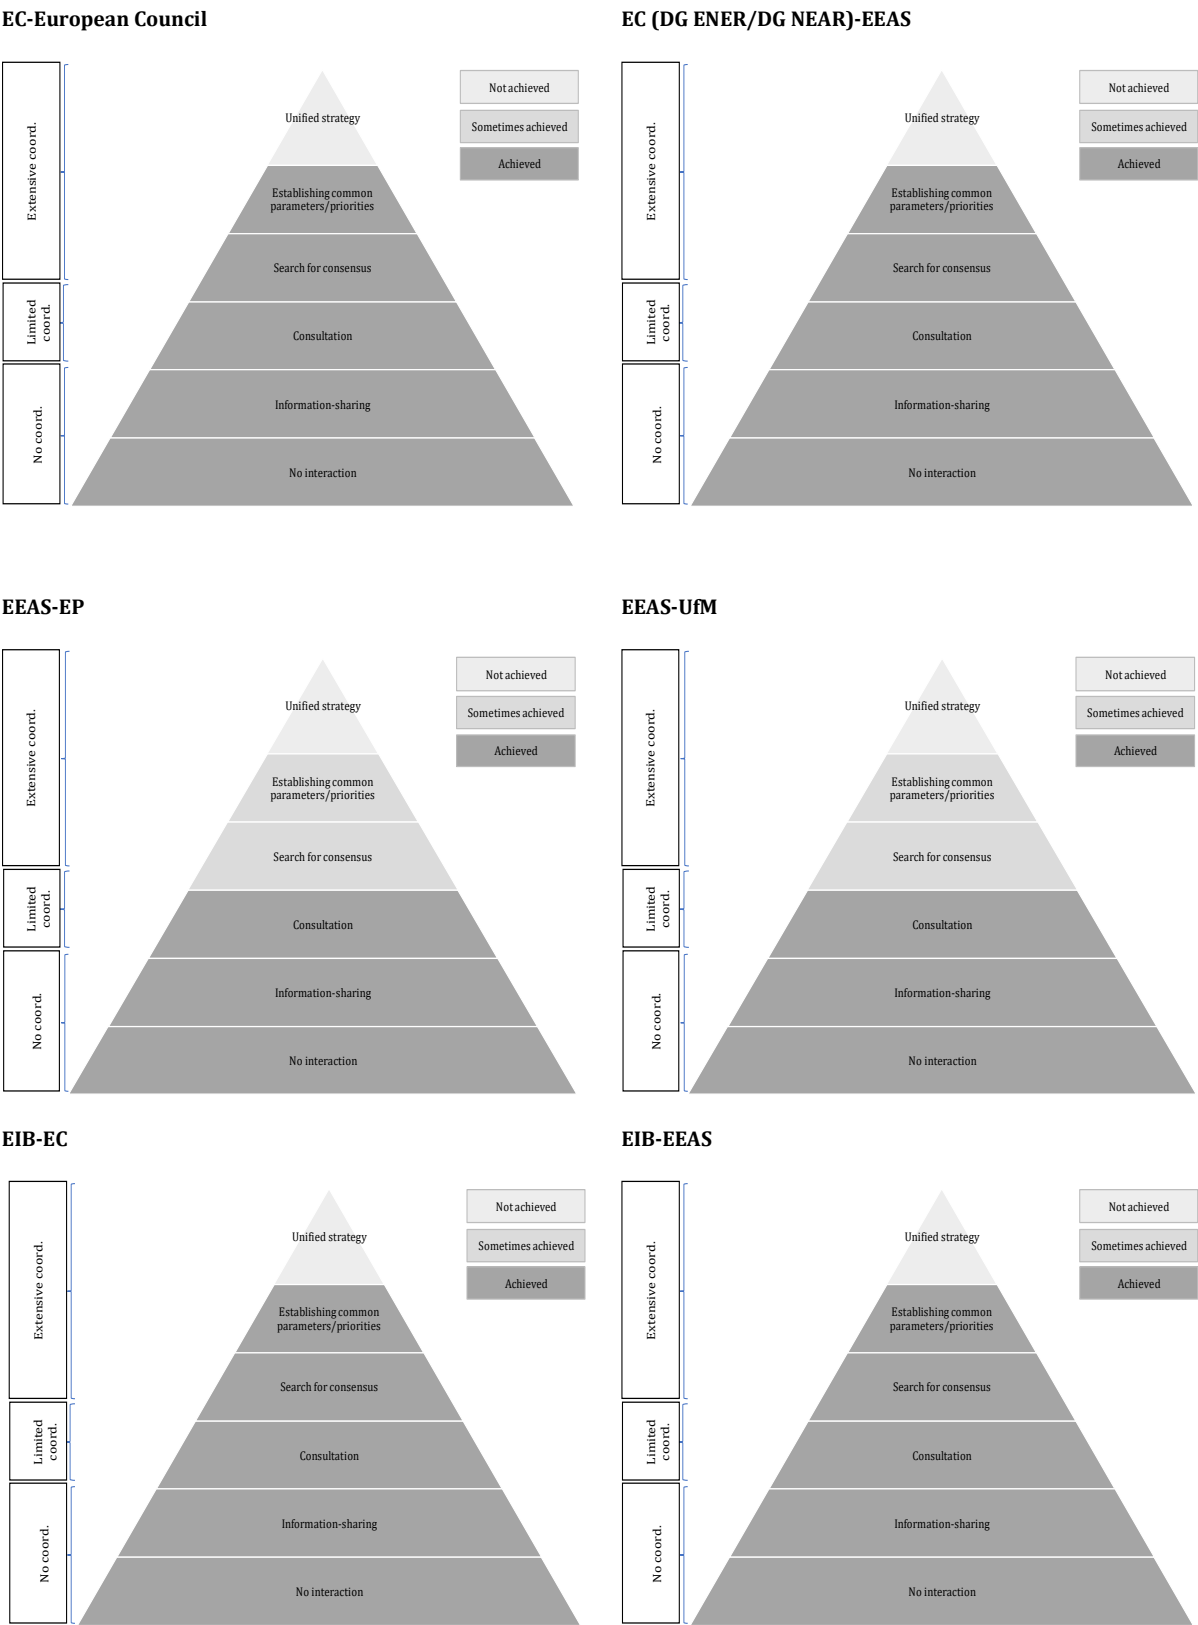 EC-European Council
Extensive coord.
Limited
coord.
No coord.
Unified strategy
Establishing common
parameters/priorities
Search for consensus
Consultation
Information-sharing
No interaction
Not achieved
Sometimes achieved
Achieved
EC (DG ENER/DG NEAR)-EEAS
Extensive coord.
Limited
coord.
No coord.
Unified strategy
Establishing common
parameters/priorities
Search for consensus
Consultation
Information-sharing
No interaction
Not achieved
Sometimes achieved
Achieved
EEAS-EP
Extensive coord.
Limited
coord.
No coord.
Unified strategy
Establishing common
parameters/priorities
Search for consensus
Consultation
Information-sharing
No interaction
Not achieved
Sometimes achieved
Achieved
EEAS-UfM
Extensive coord.
Limited
coord.
No coord.
Unified strategy
Establishing common
parameters/priorities
Search for consensus
Consultation
Information-sharing
No interaction
Not achieved
Sometimes achieved
Achieved
EIB-EC
Extensive coord.
Limited
coord.
No coord.
Unified strategy
Establishing common
parameters/priorities
Search for consensus
Consultation
Information-sharing
No interaction
Not achieved
Sometimes achieved
Achieved
EIB-EEAS
Extensive coord.
Limited
coord.
No coord.
Unified strategy
Establishing common
parameters/priorities
Search for consensus
Consultation
Information-sharing
No interaction
Not achieved
Sometimes achieved
Achieved